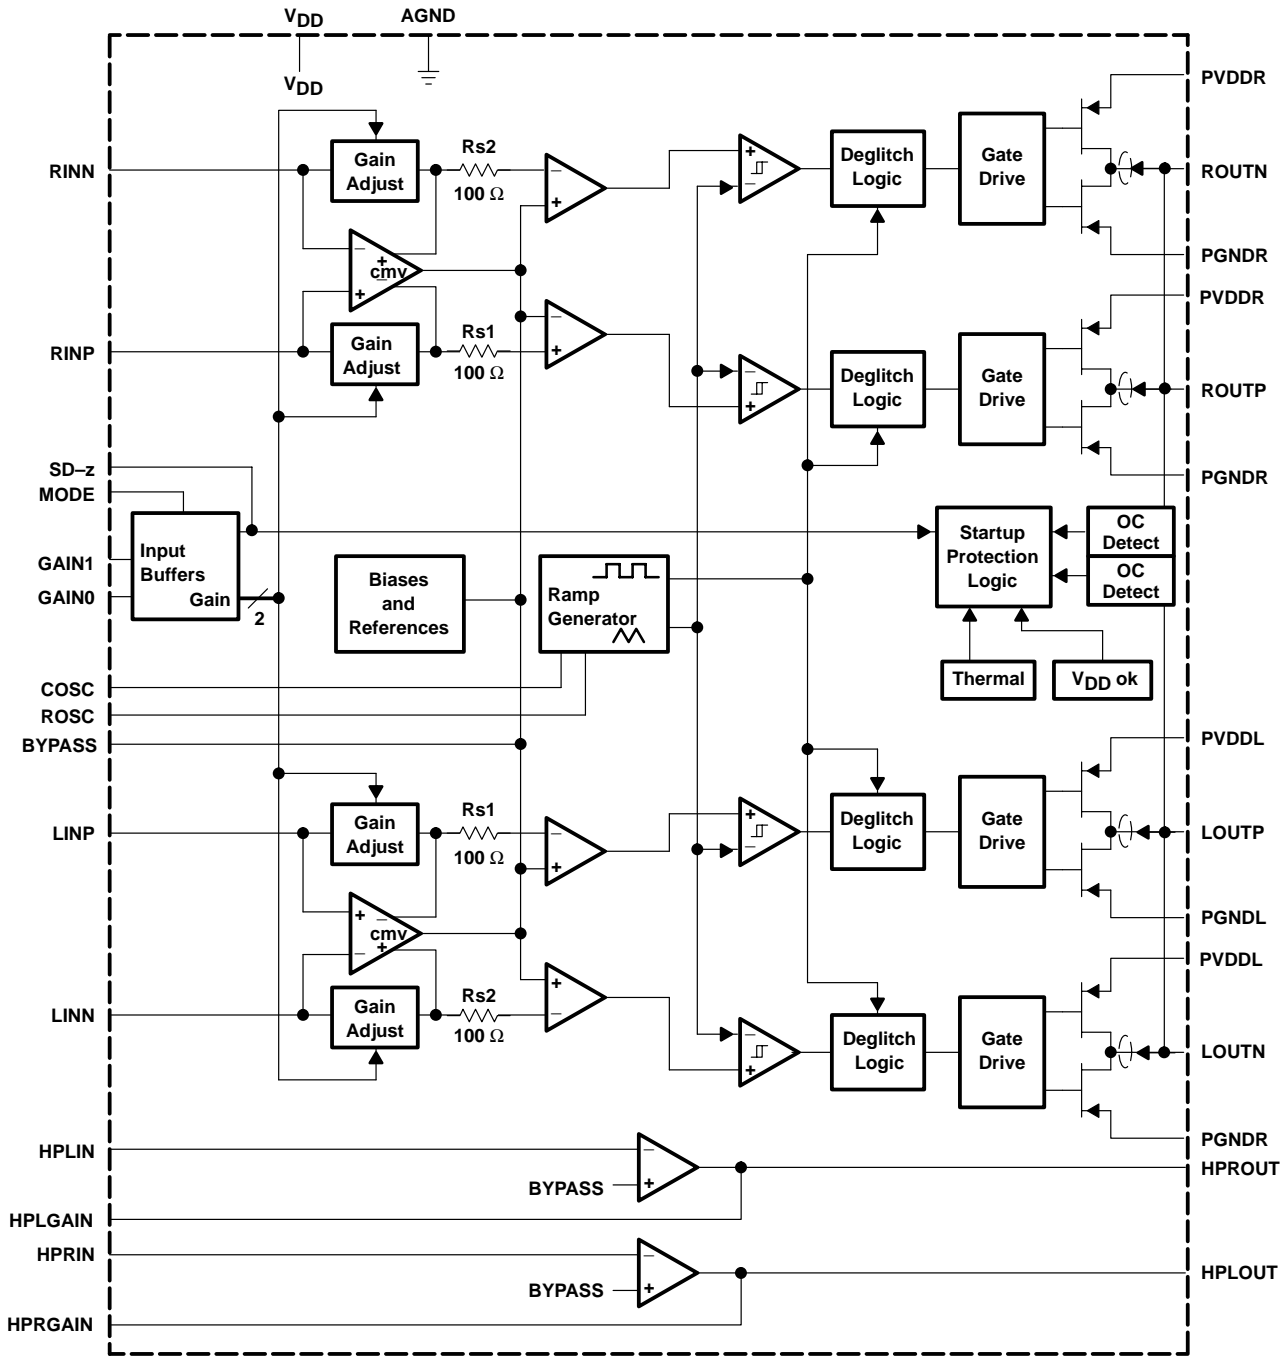 VDD AGND
VDD
PVDDR
RINN
Gain Adjust
Rs2
100 Ω
−
+
+
−
Deglitch Logic
Gate Drive
ROUTN
−
+
cmv
−
+
PGNDR
PVDDR
RINP
Gain Adjust
Rs1
100 Ω
−
+
−
+
Deglitch Logic
Gate Drive
ROUTP
PGNDR
SD–z
MODE
GAIN1
GAIN0
Input Buffers
Gain
2
Biases and References
Ramp Generator
Startup Protection Logic
OC Detect
OC Detect
Thermal
VDD ok
COSC
ROSC
BYPASS
PVDDL
LINP
Gain Adjust
Rs1
100 Ω
−
+
+
−
Deglitch Logic
Gate Drive
LOUTP
+
−
cmv
+
−
PGNDL
PVDDL
LINN
Gain Adjust
Rs2
100 Ω
+
−
−
+
Deglitch Logic
Gate Drive
LOUTN
PGNDR
HPLIN
−
BYPASS
+
HPROUT
HPLGAIN
HPRIN
−
BYPASS
+
HPLOUT
HPRGAIN